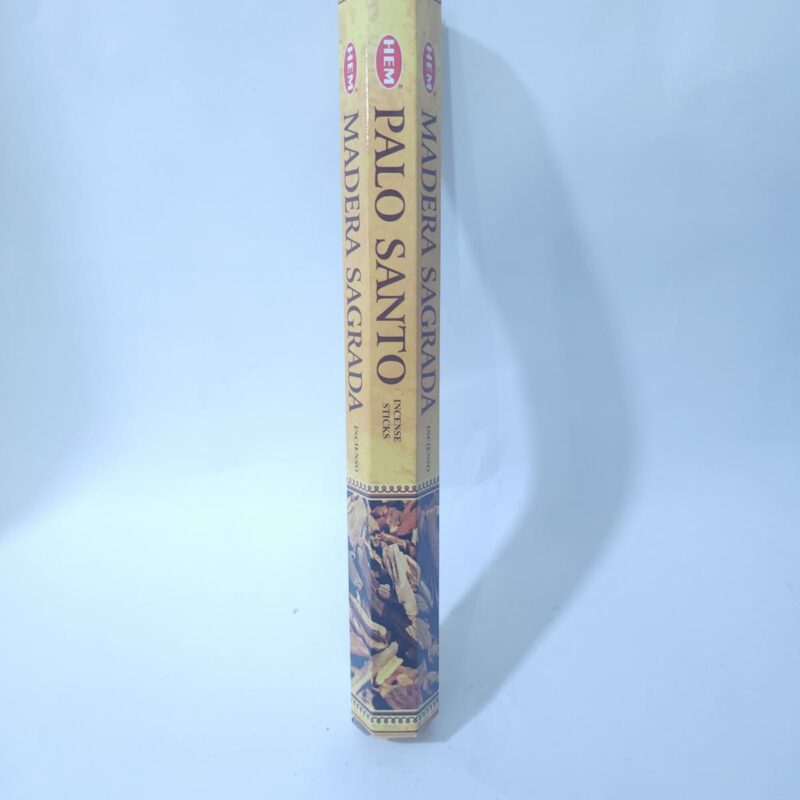 HEM
MADERA SAGRADA
INCIENSO
HEM
PALO SANTO
INCENSE
STICKS
HEM
MADERA SAGRADA
INCIENSO